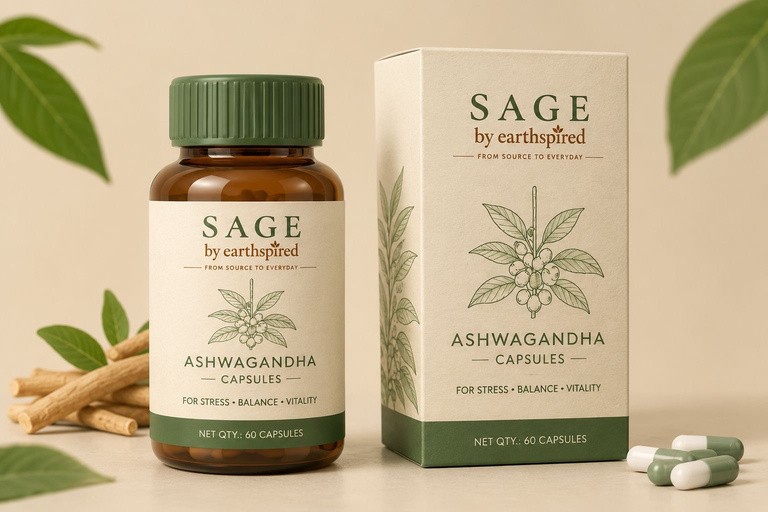 SAGE
by earthspired
FROM SOURCE TO EVERYDAY
ASHWAGANDHA
CAPSULES
FOR STRESS • BALANCE • VITALITY
NET QTY.: 60 CAPSULES
SAGE
by earthspired
FROM SOURCE TO EVERYDAY
ASHWAGANDHA
CAPSULES
FOR STRESS • BALANCE • VITALITY
NET QTY.: 60 CAPSULES